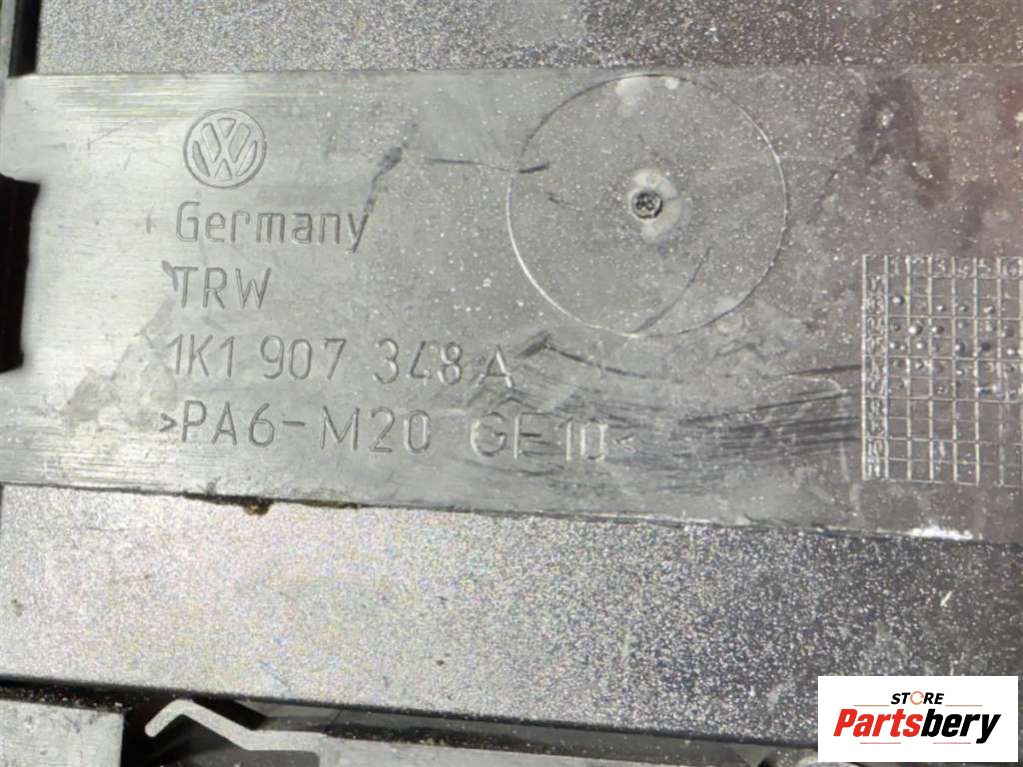 Germany
TRW
1K1 907 348 A
>PA6-M20 GF10<
STORE
Partsbery